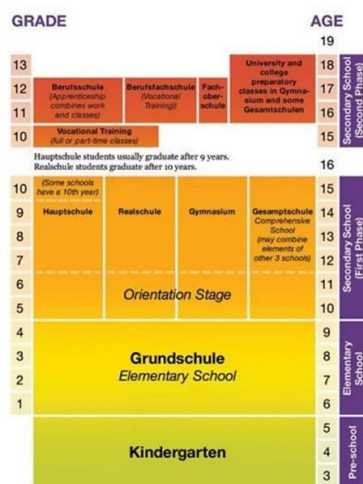 GRADE
AGE
19
13
18
University and
college
preparatory
classes in Gymna-
sium and some
Gesamtschulen
12
17
Berufsschule
(Apprenticeship
combines work
and classes)
Berufsfachschule
(Vocational
Training))
Fach-
ober-
schule
11
16
10
15
Vocational Training
(full or part-time classes)
Secondary School
(Second Phase)
Hauptschule students usually graduate after 9 years.
Realschule students graduate after 10 years.
16
10
15
(Some schools
have a 10th year)
9
14
Hauptschule
Realschule
Gymnasium
Gesamptschule
Comprehensive
School
(may combine
elements of
other 3 schools)
8
13
7
12
6
11
Orientation Stage
5
10
Secondary School
(First Phase)
4
9
3
8
Grundschule
Elementary School
2
7
1
6
Elementary
School
5
Kindergarten
4
3
Pre-school